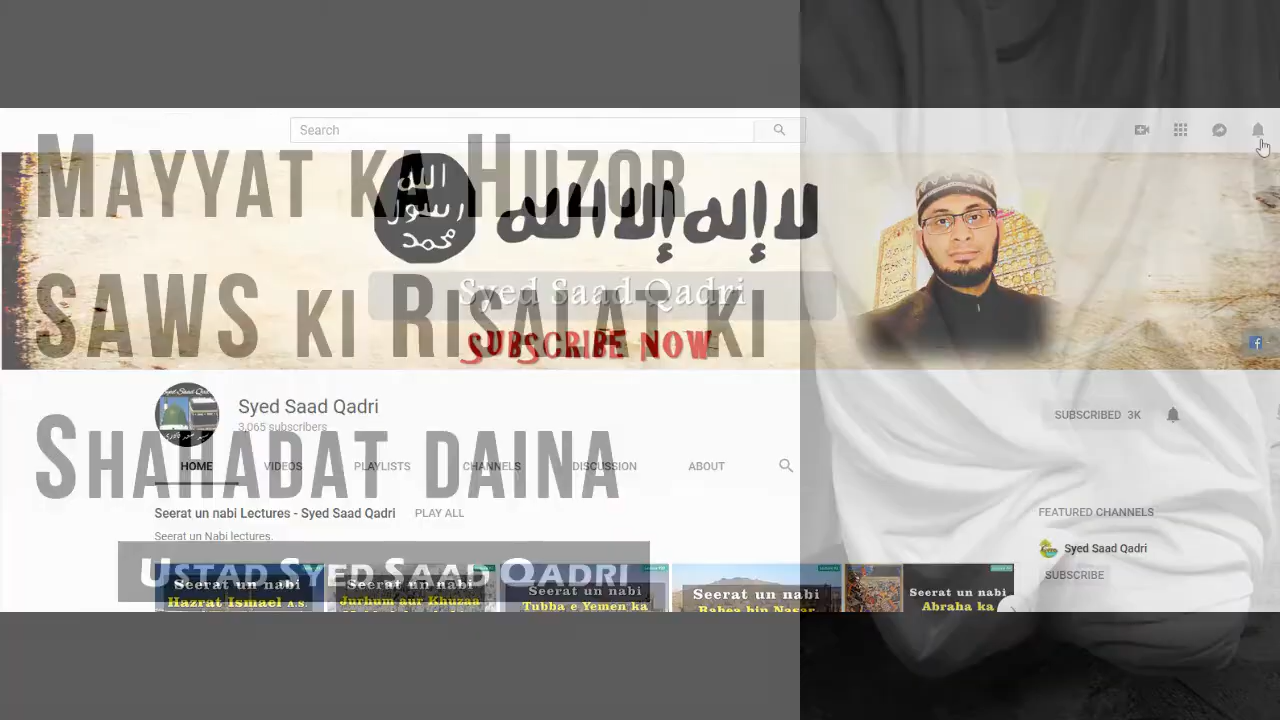 Search
MAYYAT KA HUZOR
الله
رسول
محمد
لا إله إلا الله
Syed Saad Qadri
SAWS KI RISALAT KI
SUBSCRIBE NOW
Syed Saad Qadri
3,065 subscribers
SUBSCRIBED 3K
SHAHADAT DAINA
HOME VIDEOS PLAYLISTS CHANNELS DISCUSSION ABOUT
Seerat un nabi Lectures - Syed Saad Qadri PLAY ALL
FEATURED CHANNELS
Seerat un Nabi lectures.
Syed Saad Qadri
SUBSCRIBE
USTAD SYED SAAD QADRI
Seerat un nabi
Hazrat Ismael A.S.
Seerat un nabi
Jurhum aur Khuzaa
Seerat un nabi
Tubba e Yemen ka
Seerat un nabi
Rabea bin Nasar
Seerat un nabi
Abraha ka